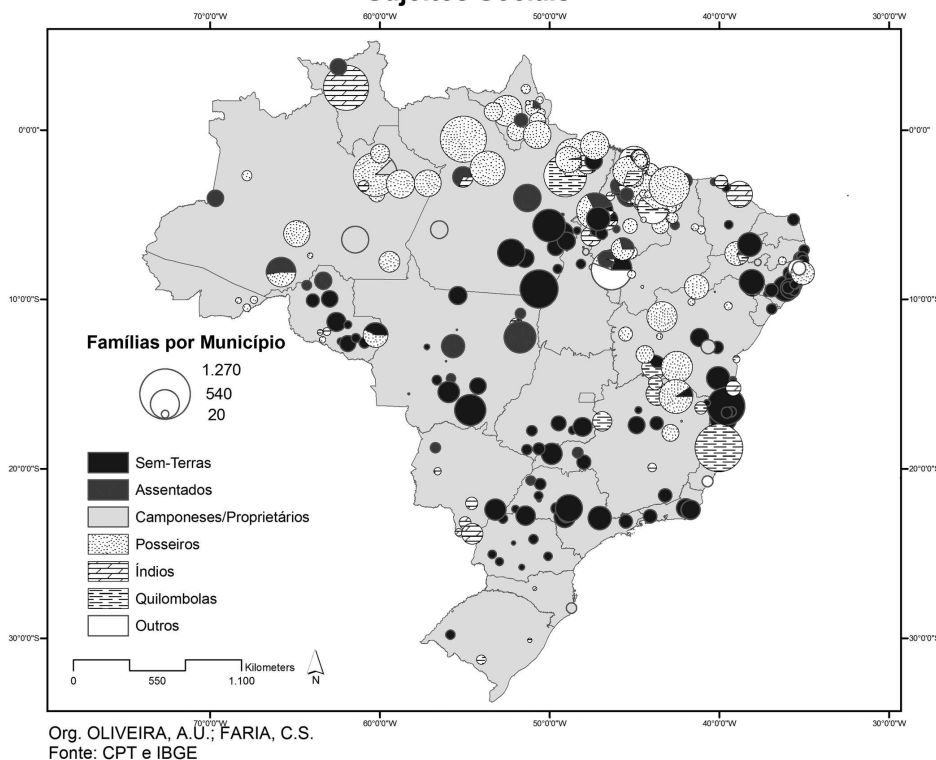 70°0'0"W 60°0'0"W 50°0'0"W 40°0'0"W 30°0'0"W
0°0'0" 0°0'0"
10°0'0"S 10°0'0"S
Famílias por Município
1.270
540
20
20°0'0"S 20°0'0"S
Sem-Terras
Assentados
Camponeses/Proprietários
Posseiros
Índios
Quilombolas
Outros
30°0'0"S 30°0'0"S
Kilometers
0 550 1.100
N
70°0'0"W 60°0'0"W 50°0'0"W 40°0'0"W 30°0'0"W
Org. OLIVEIRA, A.U.; FARIA, C.S.
Fonte: CPT e IBGE